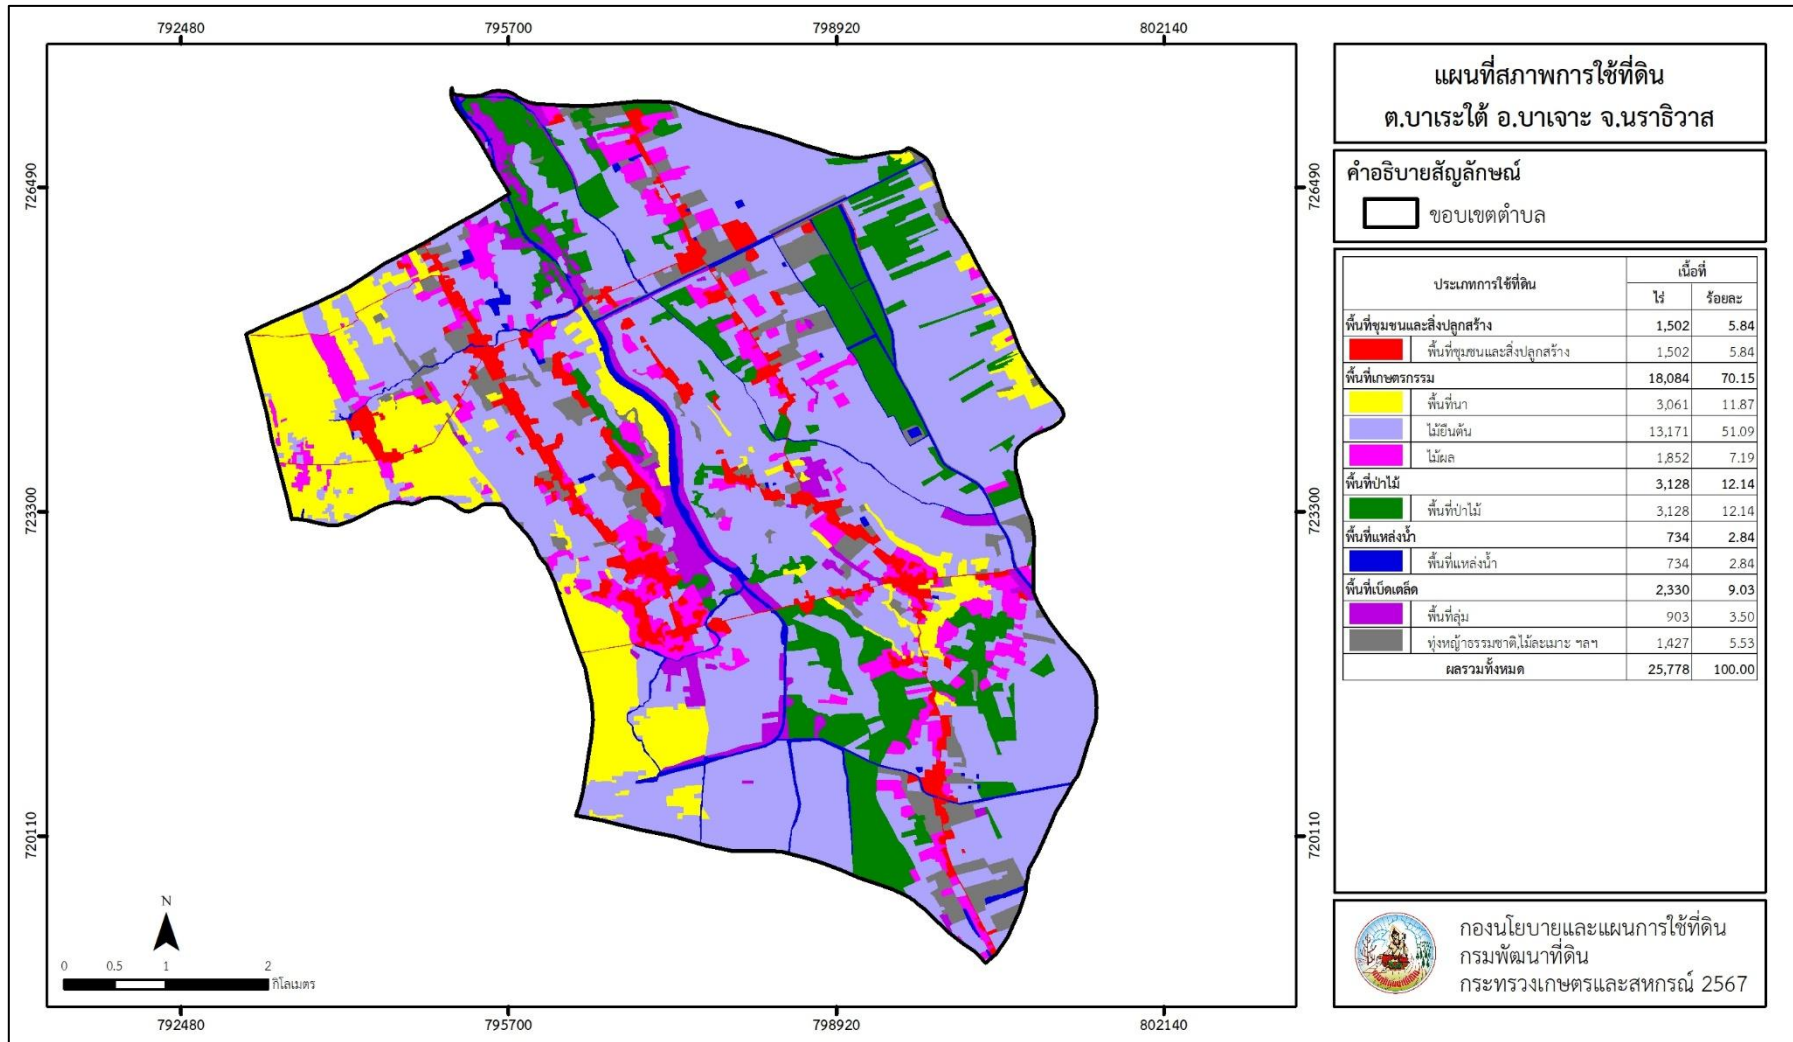 792480 795700 798920 802140
726490 726490
723300 723300
720110 720110
792480 795700 798920 802140
N
0 0.5 1 2
กิโลเมตร
แผนที่สภาพการใช้ที่ดิน
ต.บาเระใต้ อ.บาเจาะ จ.นราธิวาส
คำอธิบายสัญลักษณ์
ขอบเขตตำบล
ประเภทการใช้ที่ดิน เนื้อที่
ไร่ ร้อยละ
พื้นที่ชุมชนและสิ่งปลูกสร้าง 1,502 5.84
พื้นที่ชุมชนและสิ่งปลูกสร้าง 1,502 5.84
พื้นที่เกษตรกรรม 18,084 70.15
พื้นที่นา 3,061 11.87
ไม้ยืนต้น 13,171 51.09
ไม้ผล 1,852 7.19
พื้นที่ป่าไม้ 3,128 12.14
พื้นที่ป่าไม้ 3,128 12.14
พื้นที่แหล่งน้ำ 734 2.84
พื้นที่แหล่งน้ำ 734 2.84
พื้นที่เบ็ดเตล็ด 2,330 9.03
พื้นที่ลุ่ม 903 3.50
ทุ่งหญ้าธรรมชาติ,ไม้ละเมาะ ฯลฯ 1,427 5.53
ผลรวมทั้งหมด 25,778 100.00
กองนโยบายและแผนการใช้ที่ดิน
กรมพัฒนาที่ดิน
กระทรวงเกษตรและสหกรณ์ 2567